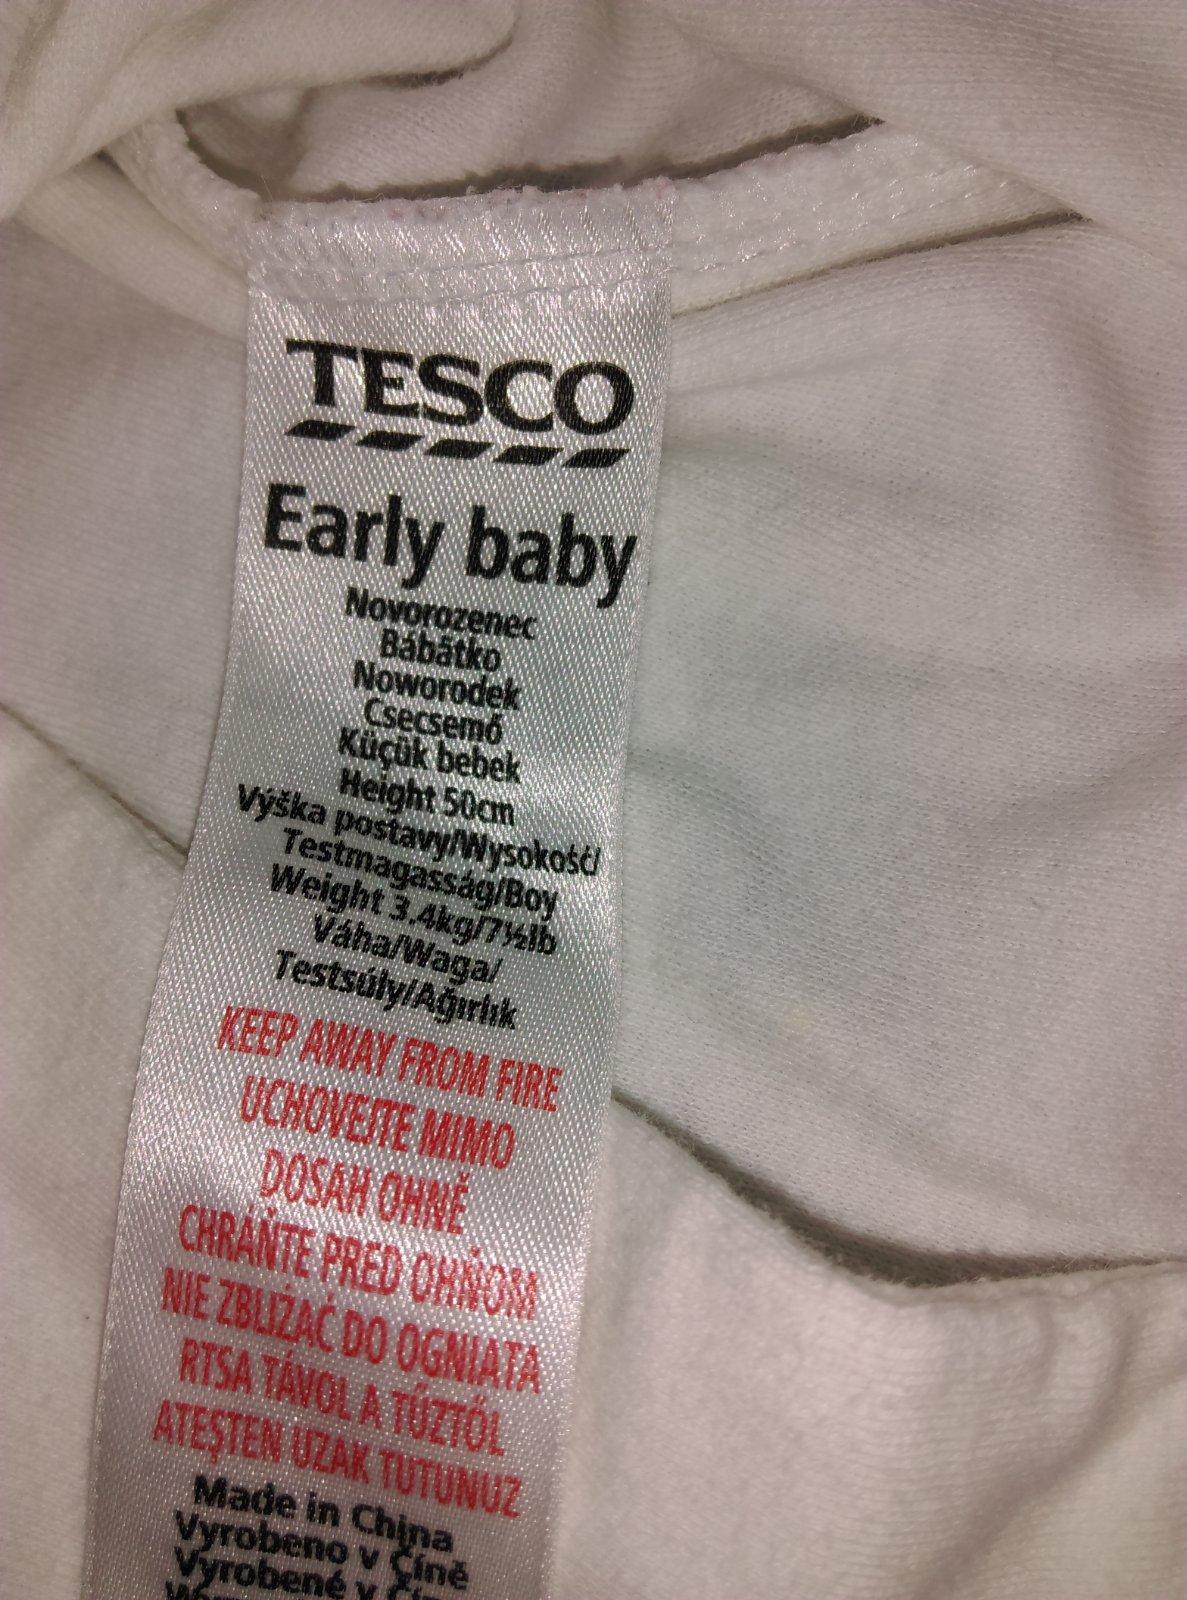 TESCO
Early baby
Novorozenec
Bábätko
Noworodek
Csecsemő
Küçük bebek
Height 50cm
Výška postavy/Wysokość/
Testmagasság/Boy
Weight 3.4kg/7½lb
Váha/Waga/
Testsúly/Ağırlık
KEEP AWAY FROM FIRE
UCHOVEJTE MIMO
DOSAH OHNĚ
CHRAŇTE PRED OHŇOM
NIE ZBLIŻAĆ DO OGNIATA
RTSA TÁVOL A TŰZTŐL
ATEŞTEN UZAK TUTUNUZ
Made in China
Vyrobeno v Číně
Vyrobené v